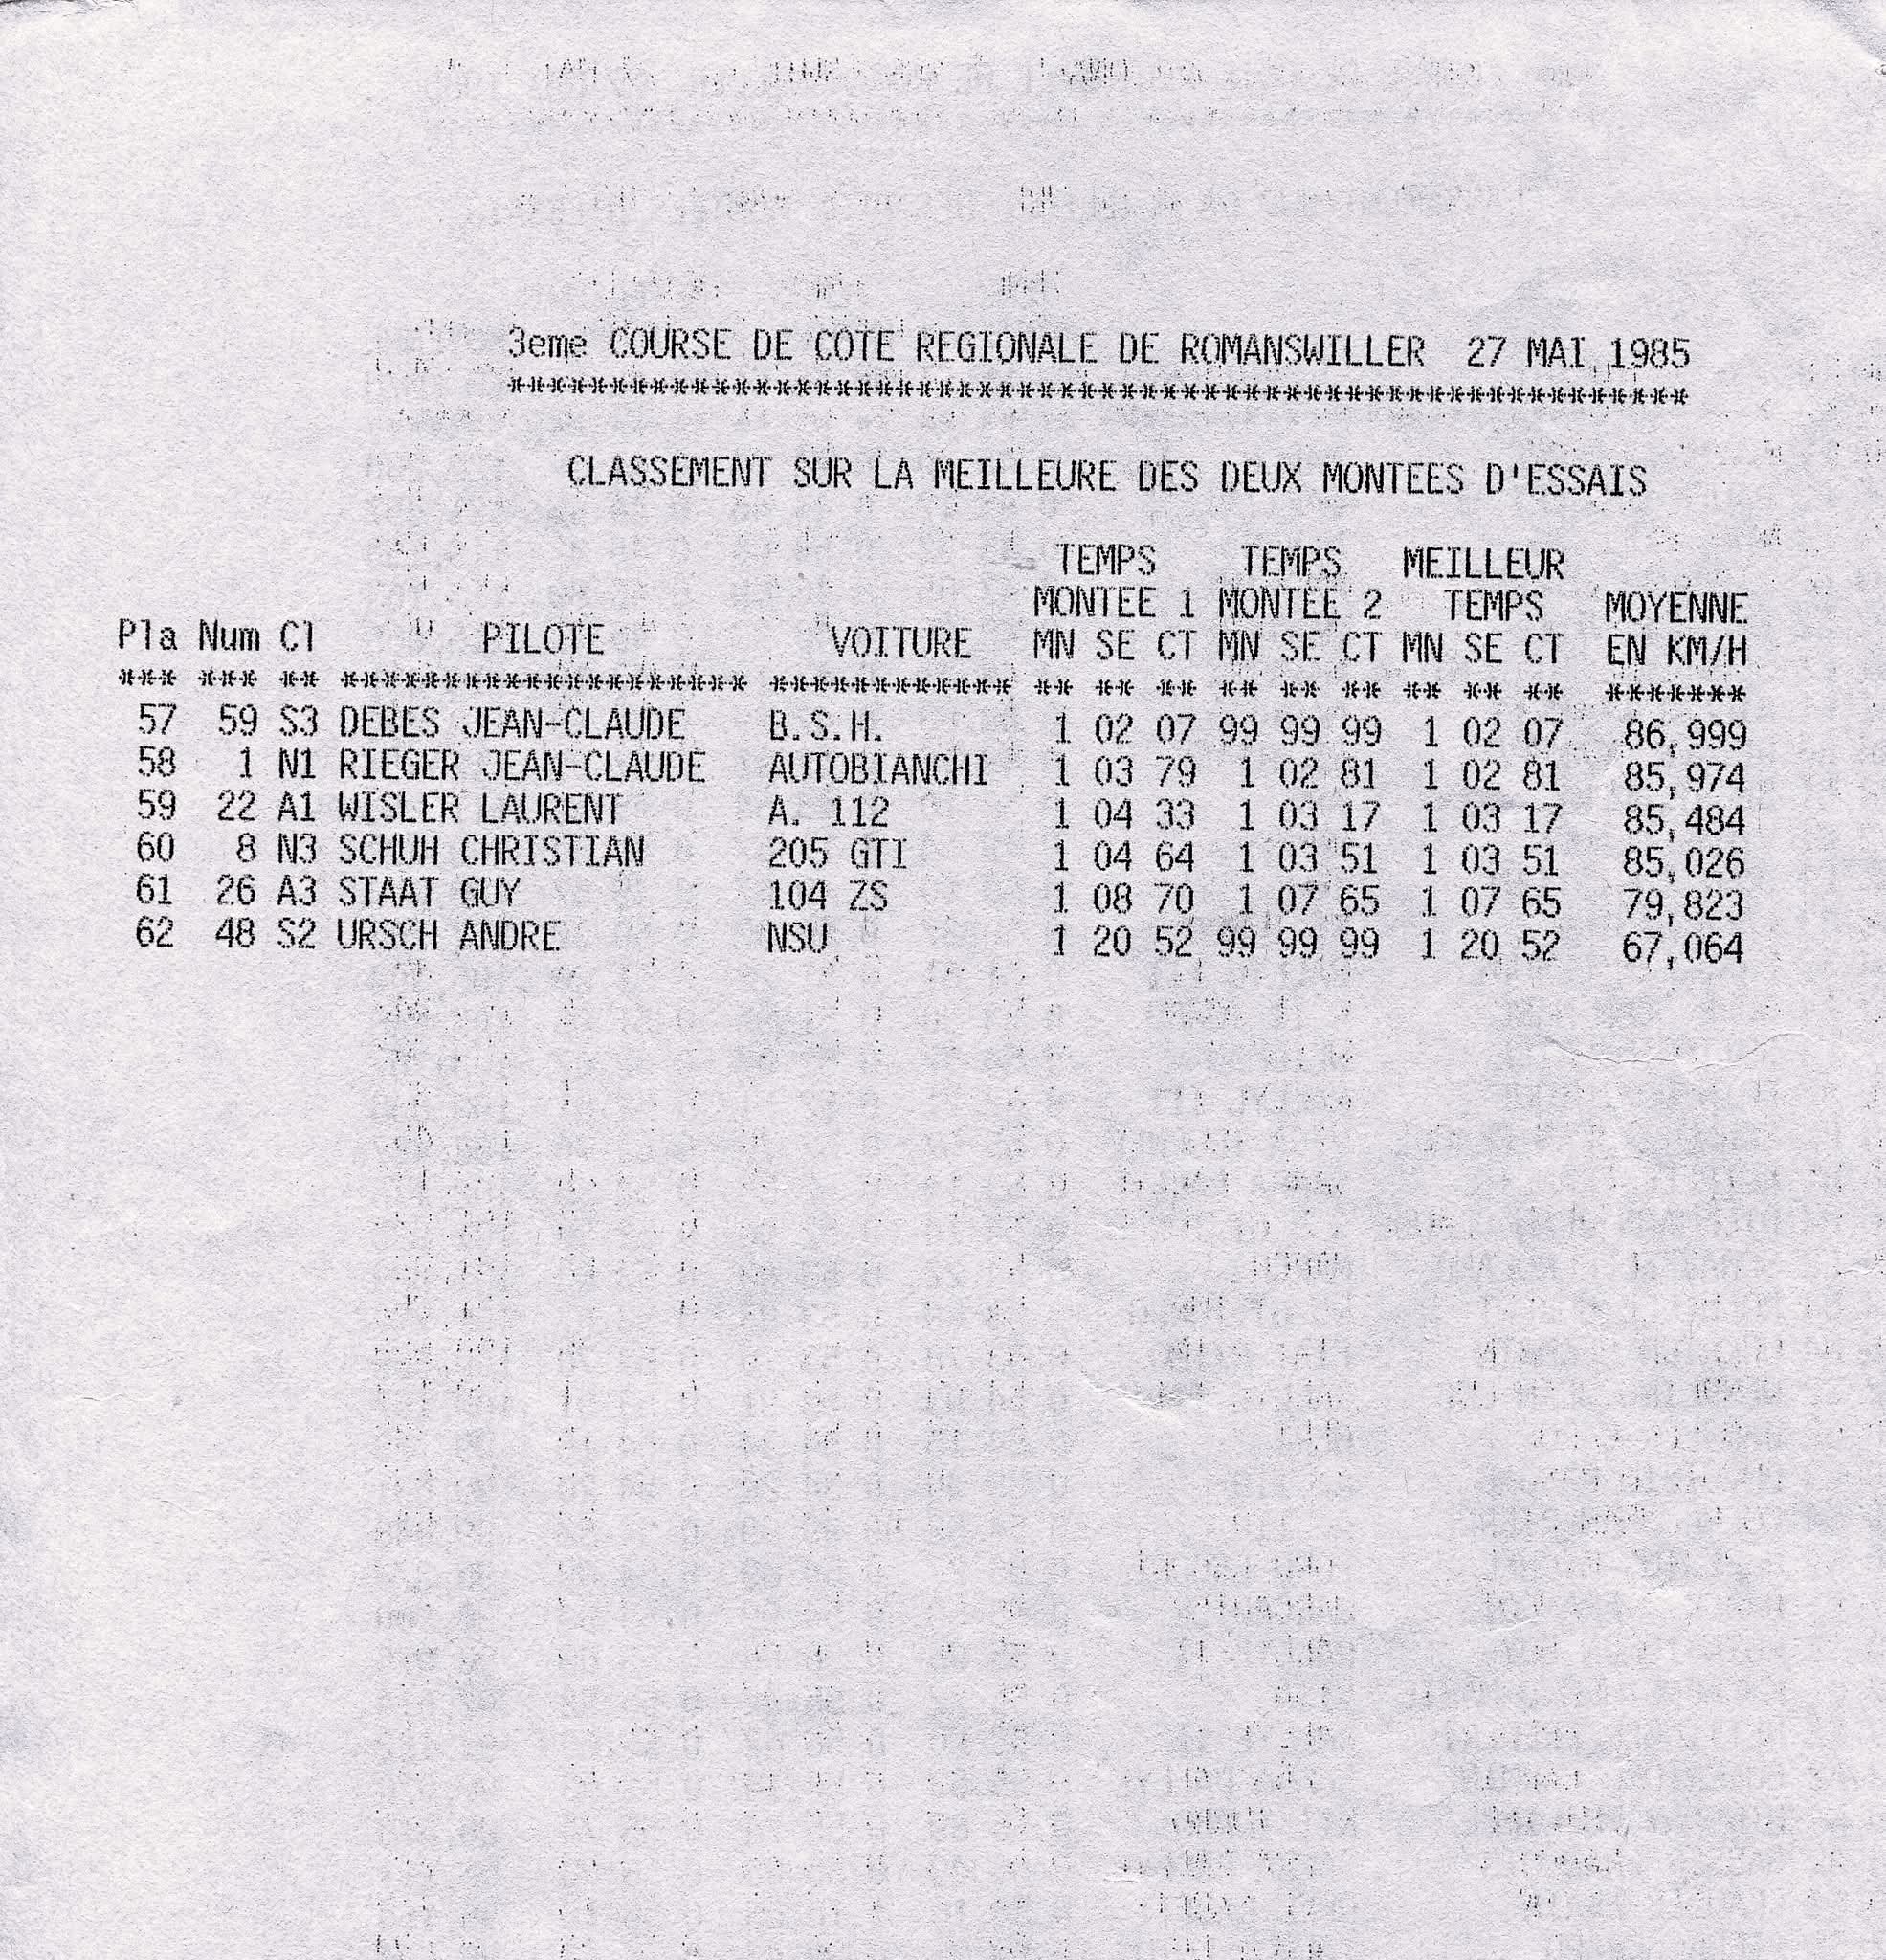 3eme COURSE DE COTE REGIONALE DE ROMANSWILLER 27 MAI 1985
**********************************************************
CLASSEMENT SUR LA MEILLEURE DES DEUX MONTEES D'ESSAIS
TEMPS TEMPS MEILLEUR
MONTEE 1 MONTEE 2 TEMPS MOYENNE
Pla Num Cl PILOTE VOITURE MN SE CT MN SE CT MN SE CT EN KM/H
*** *** ** ******************** ************ ** ** ** ** ** ** ** ** ** *******
57 59 S3 DEBES JEAN-CLAUDE B.S.H. 1 02 07 99 99 99 1 02 07 86,999
58 1 N1 RIEGER JEAN-CLAUDE AUTOBIANCHI 1 03 79 1 02 81 1 02 81 85,974
59 22 A1 WISLER LAURENT A. 112 1 04 33 1 03 17 1 03 17 85,484
60 8 N3 SCHUH CHRISTIAN 205 GTI 1 04 64 1 03 51 1 03 51 85,026
61 26 A3 STAAT GUY 104 ZS 1 08 70 1 07 65 1 07 65 79,823
62 48 S2 URSCH ANDRE NSU 1 20 52 99 99 99 1 20 52 67,064